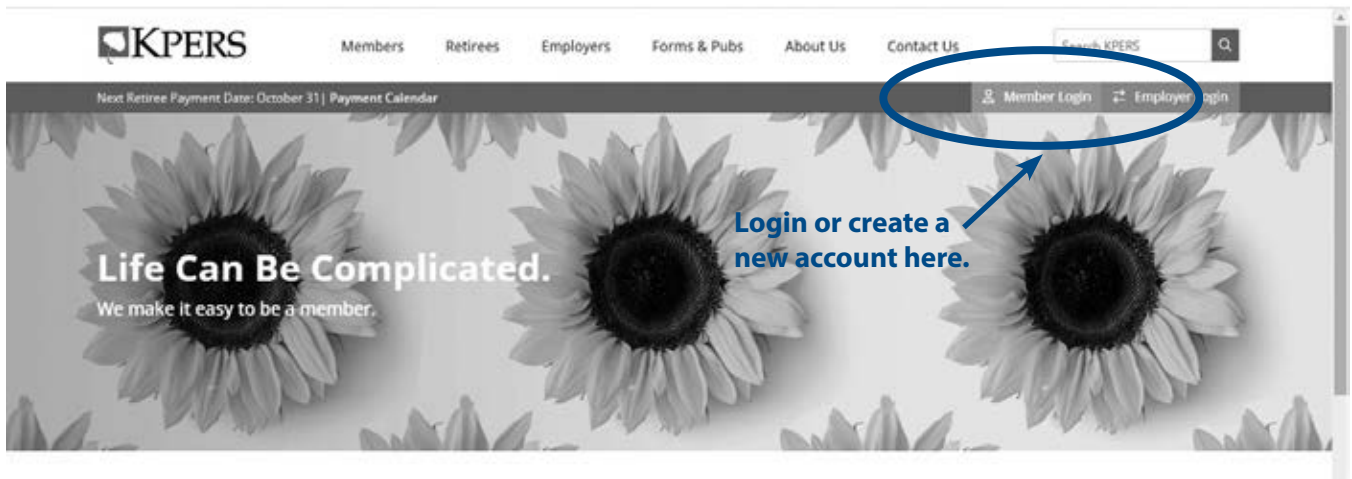 KPERS
Members Retirees Employers Forms & Pubs About Us Contact Us Search KPERS
Next Retiree Payment Date: October 31| Payment Calendar Member Login Employer Login
Login or create a
new account here.
Life Can Be Complicated.
We make it easy to be a member.